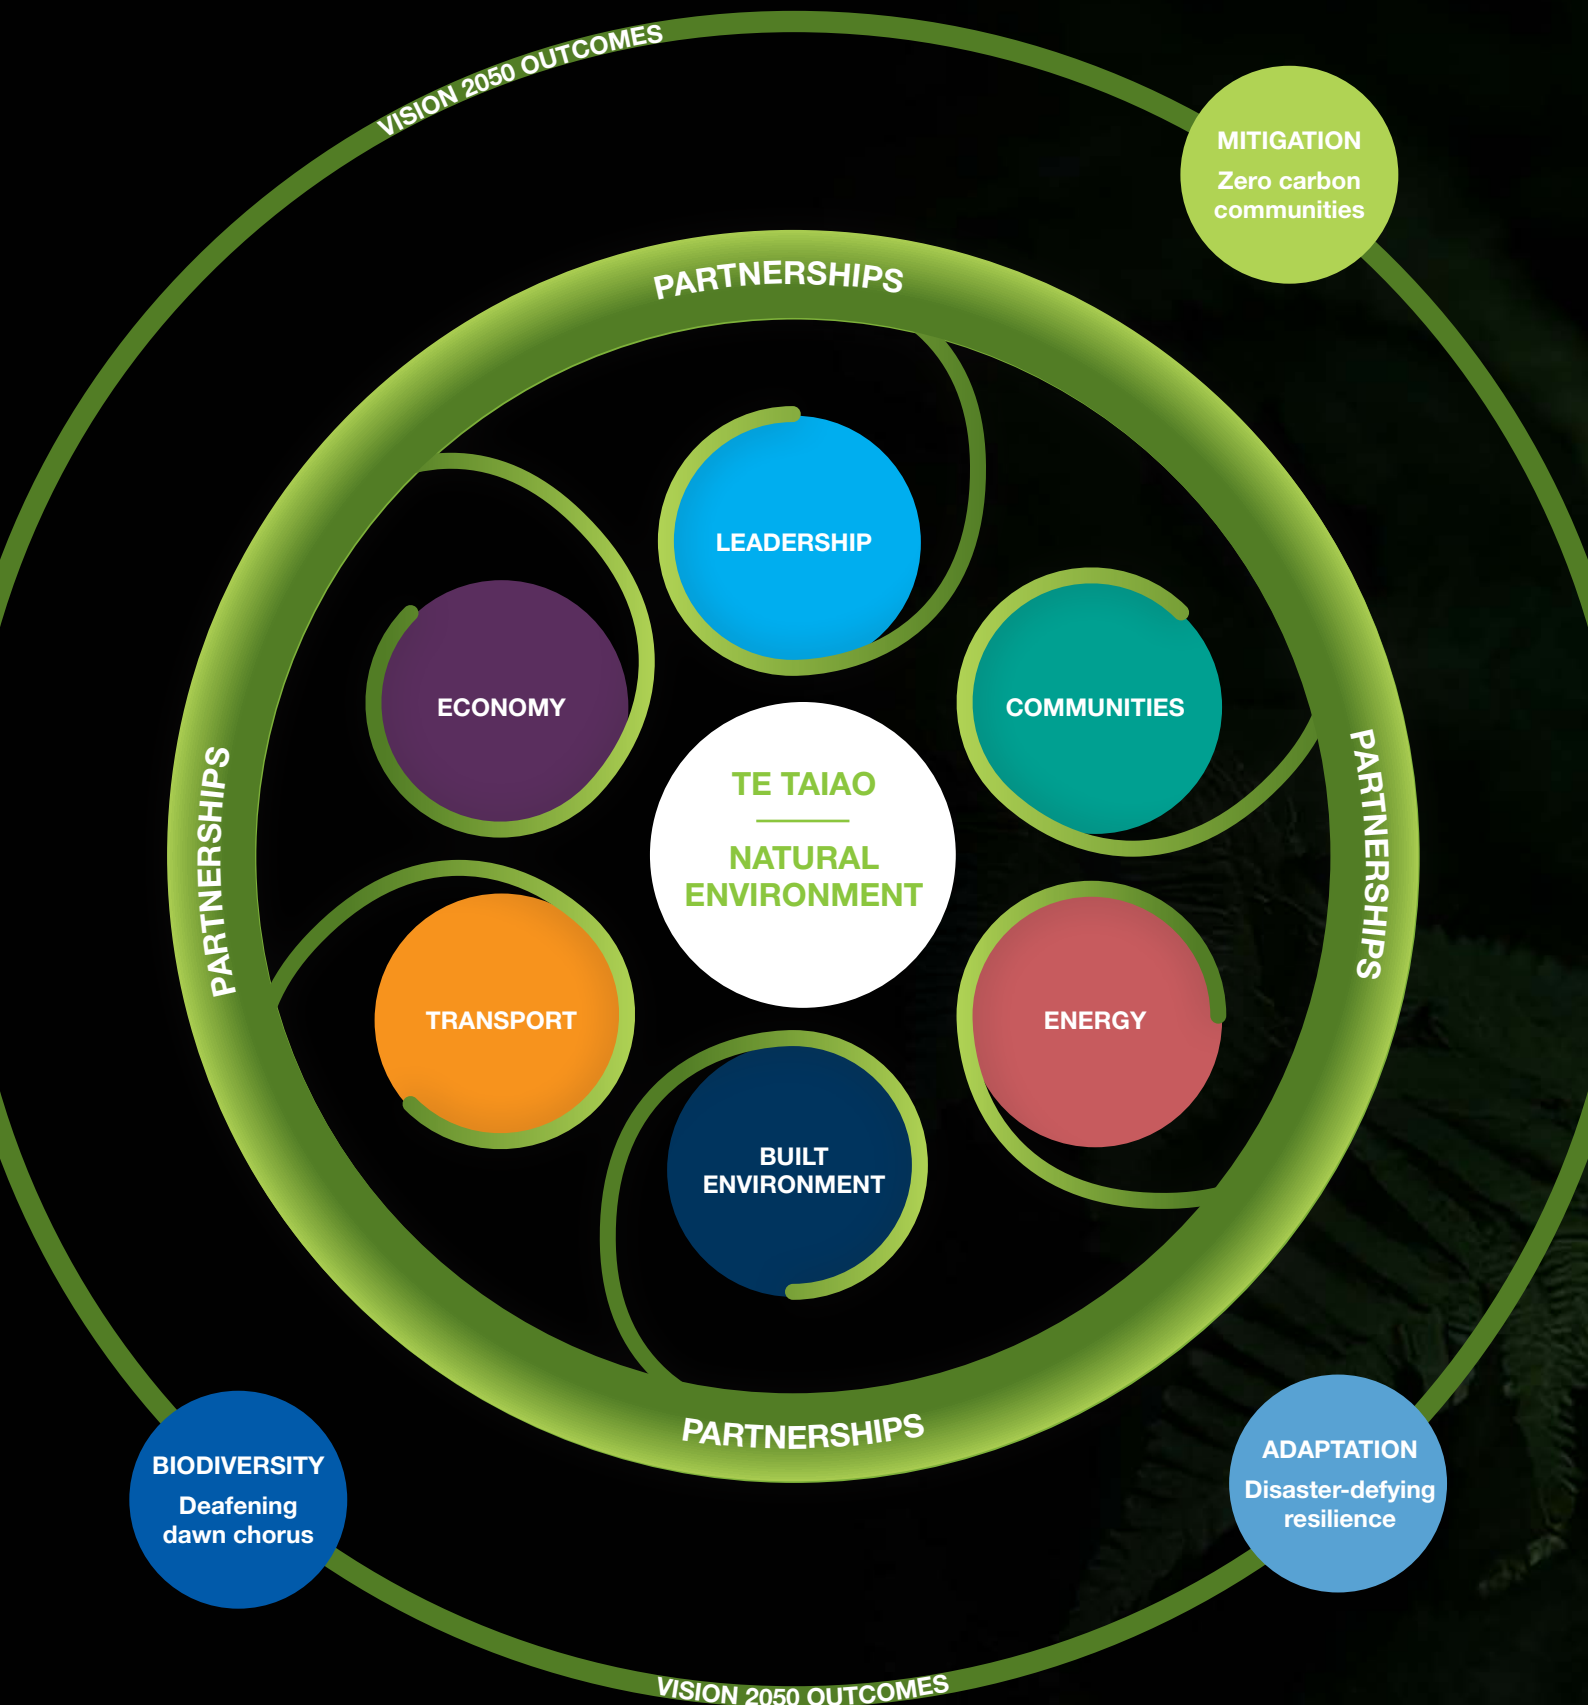 VISION 2050 OUTCOMES
MITIGATION
Zero carbon
communities
PARTNERSHIPS
LEADERSHIP
ECONOMY
COMMUNITIES
PARTNERSHIPS
TE TAIAO
NATURAL
ENVIRONMENT
PARTNERSHIPS
TRANSPORT
ENERGY
BUILT
ENVIRONMENT
PARTNERSHIPS
BIODIVERSITY
Deafening
dawn chorus
ADAPTATION
Disaster-defying
resilience
VISION 2050 OUTCOMES